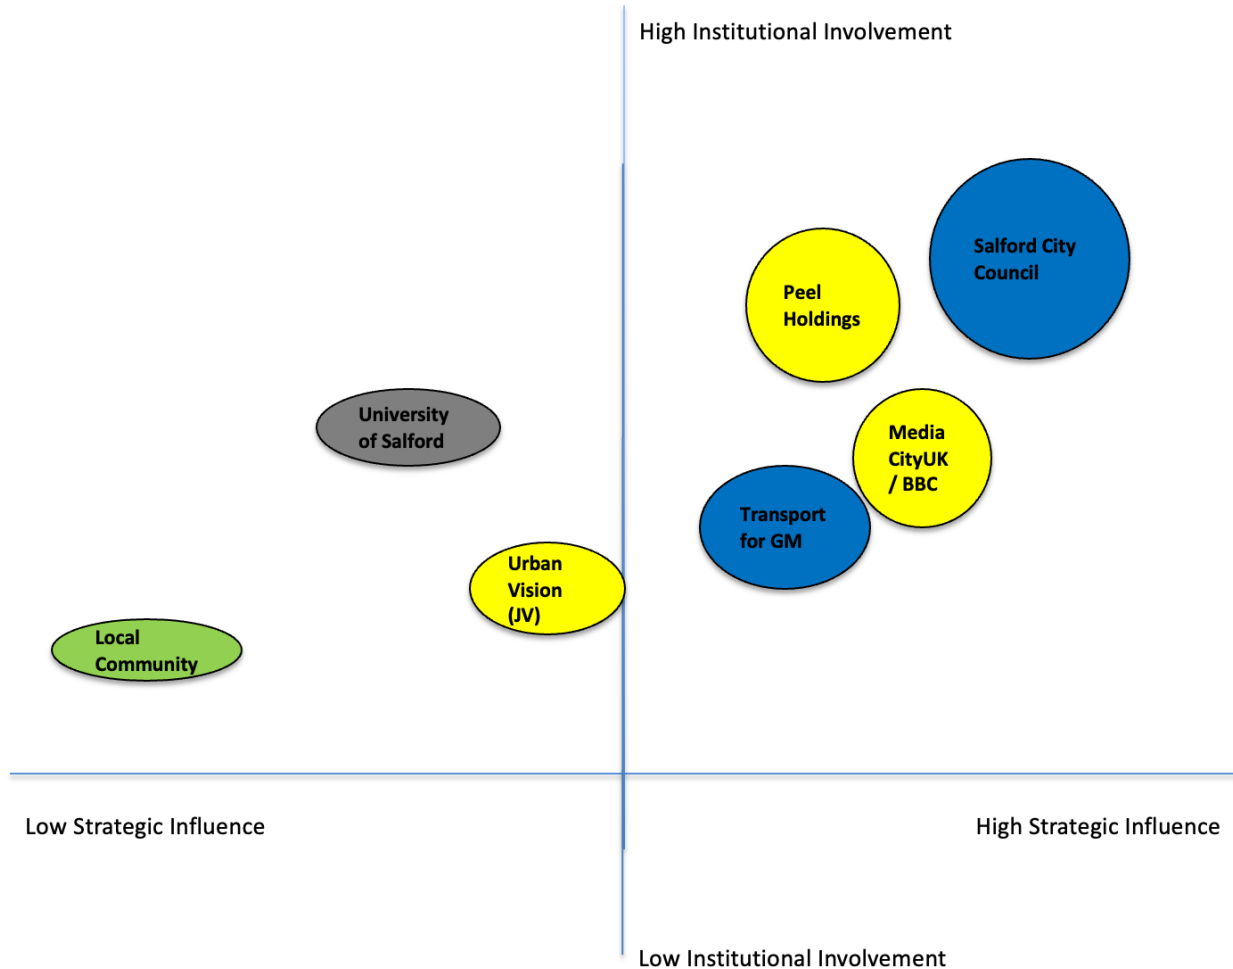 High Institutional Involvement
Salford City
Council
Peel
Holdings
University
of Salford
Media
CityUK
/ BBC
Transport
for GM
Urban
Vision
(JV)
Local
Community
Low Strategic Influence
High Strategic Influence
Low Institutional Involvement